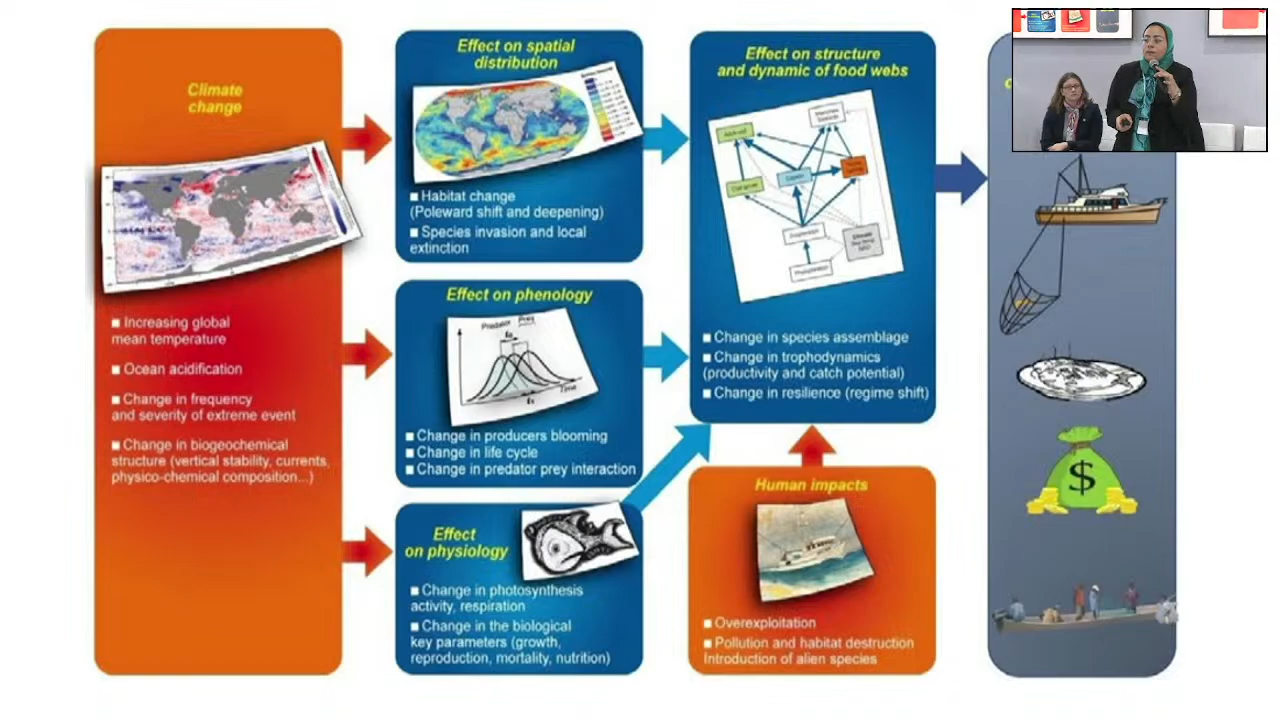 Climate
change
■ Increasing global
mean temperature
■ Ocean acidification
■ Change in frequency
and severity of extreme event
■ Change in biogeochemical
structure (vertical stability, currents,
physico-chemical composition...)
Effect on spatial
distribution
■ Habitat change
(Poleward shift and deepening)
■ Species invasion and local
extinction
Effect on phenology
Predator Prey
Time
■ Change in producers blooming
■ Change in life cycle
■ Change in predator prey interaction
Effect
on physiology
■ Change in photosynthesis
activity, respiration
■ Change in the biological
key parameters (growth,
reproduction, mortality, nutrition)
Effect on structure
and dynamic of food webs
Climate
■ Change in species assemblage
■ Change in trophodynamics
(productivity and catch potential)
■ Change in resilience (regime shift)
Human impacts
■ Overexploitation
■ Pollution and habitat destruction
Introduction of alien species
$